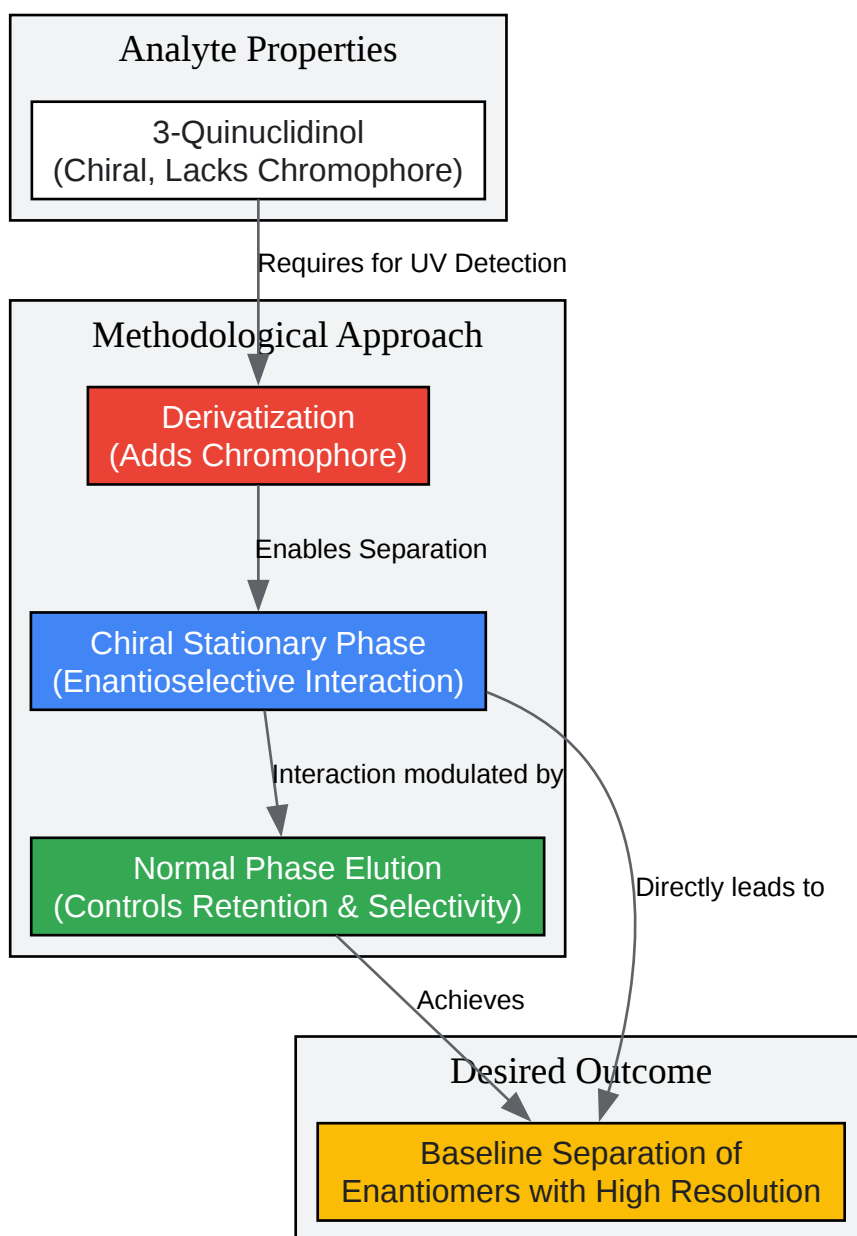 Analyte Properties
3-Quinuclidinol
(Chiral, Lacks Chromophore)
Requires for UV Detection
Methodological Approach
Derivatization
(Adds Chromophore)
Enables Separation
Chiral Stationary Phase
(Enantioselective Interaction)
Interaction modulated by
Normal Phase Elution
(Controls Retention & Selectivity)
Directly leads to
Achieves
Desired Outcome
Baseline Separation of
Enantiomers with High Resolution